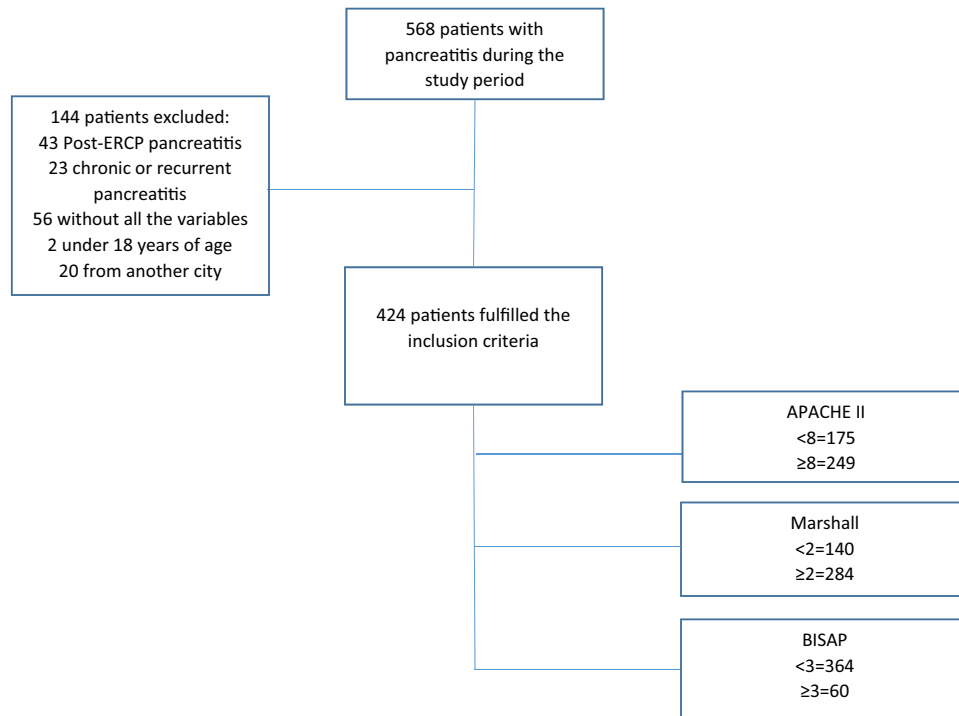 568 patients with
pancreatitis during the
study period
144 patients excluded:
43 Post-ERCP pancreatitis
23 chronic or recurrent
pancreatitis
56 without all the variables
2 under 18 years of age
20 from another city
424 patients fulfilled the
inclusion criteria
APACHE II
<8=175
≥8=249
Marshall
<2=140
≥2=284
BISAP
<3=364
≥3=60